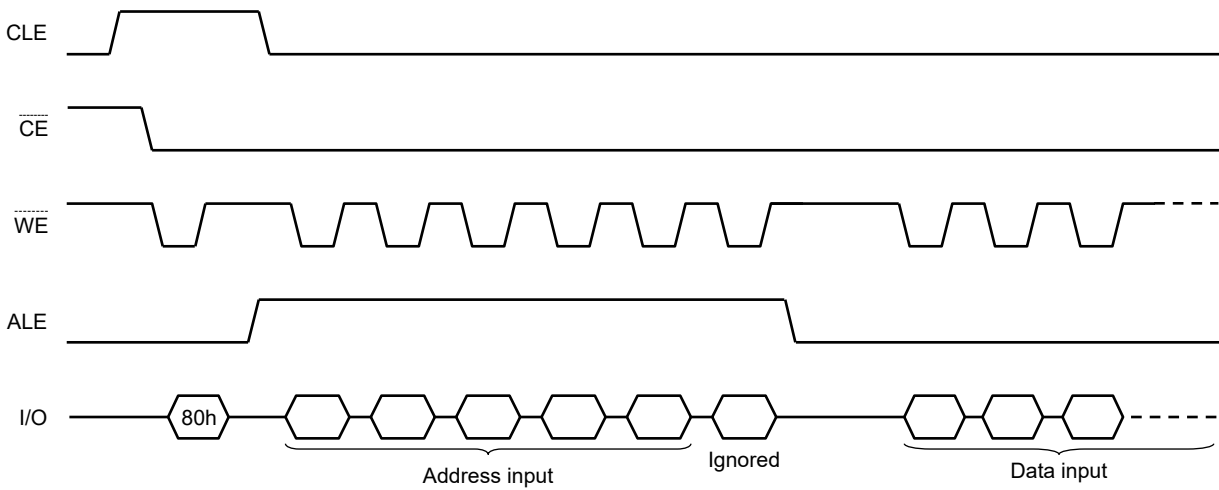 CLE
CE
WE
ALE
I/O
80h
Address input
Ignored
Data input